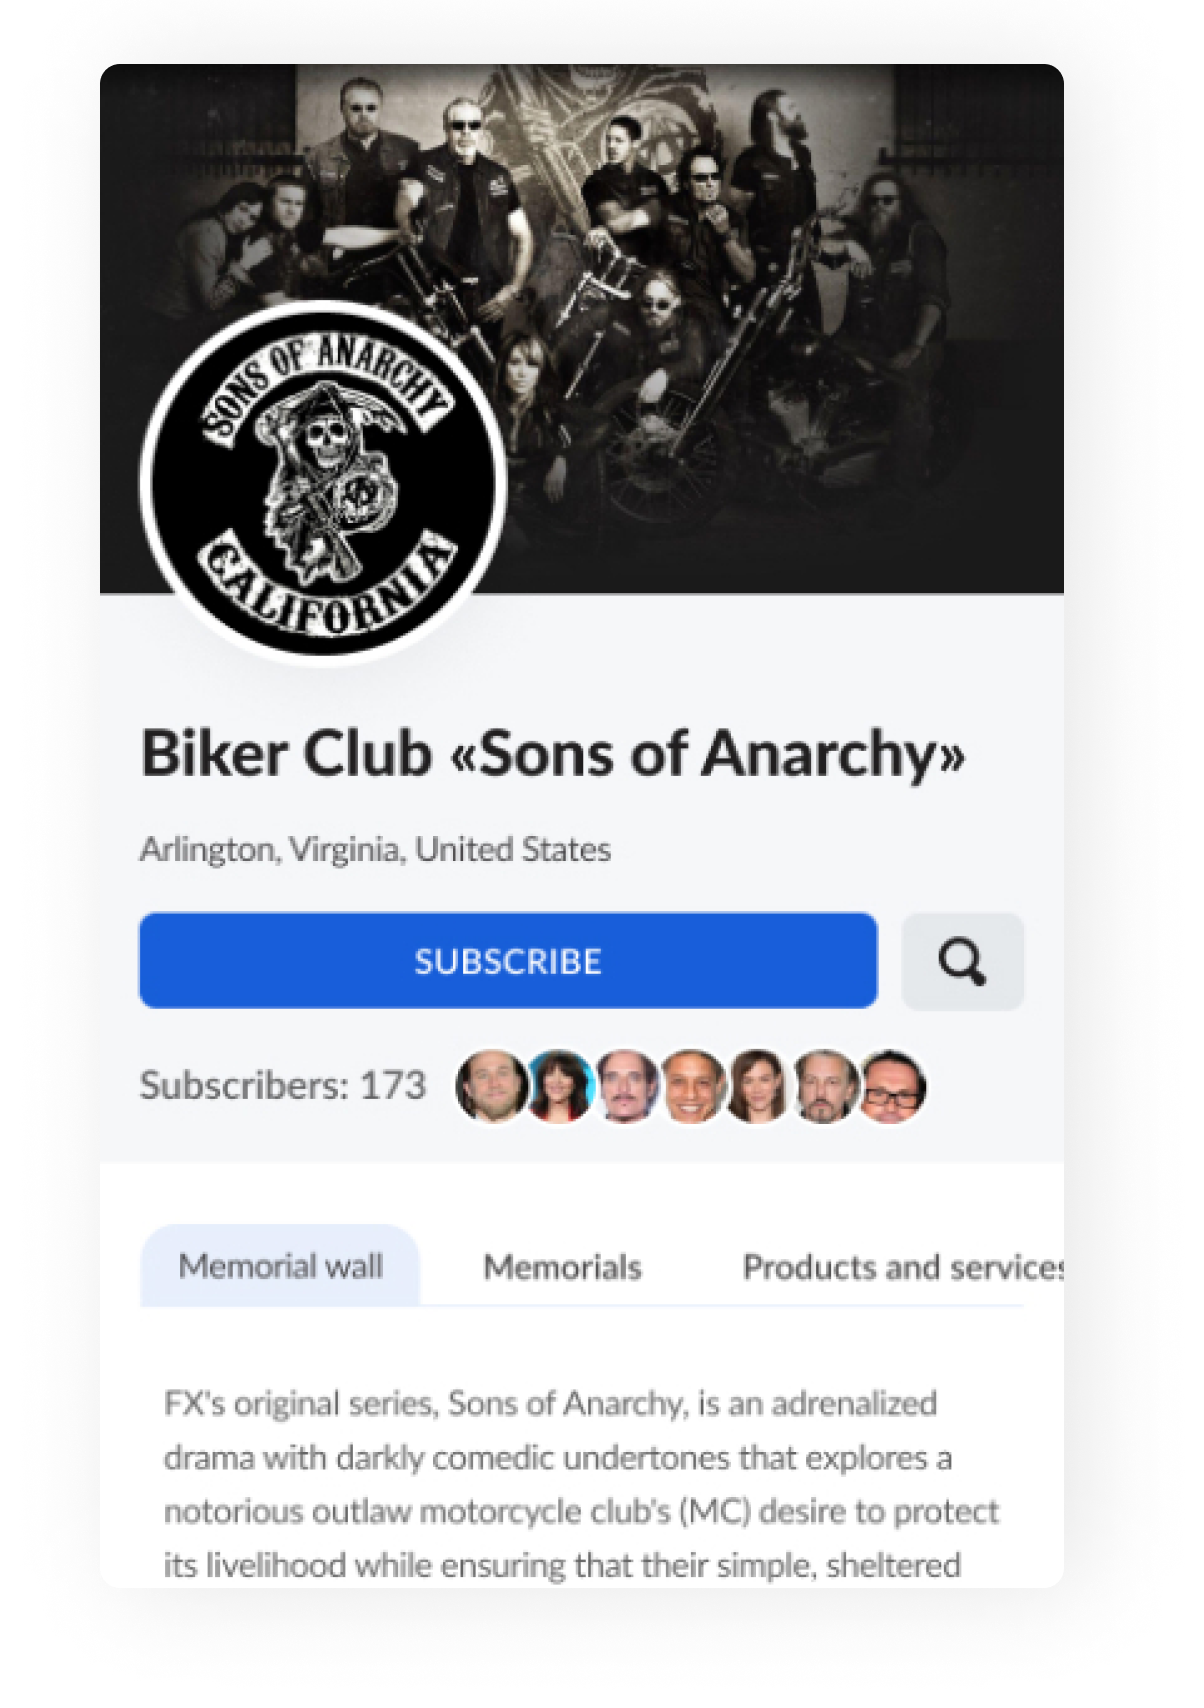 SONS OF ANARCHY
CALIFORNIA
Biker Club «Sons of Anarchy»
Arlington, Virginia, United States
SUBSCRIBE
Subscribers: 173
Memorial wall Memorials Products and services
FX's original series, Sons of Anarchy, is an adrenalized
drama with darkly comedic undertones that explores a
notorious outlaw motorcycle club's (MC) desire to protect
its livelihood while ensuring that their simple, sheltered